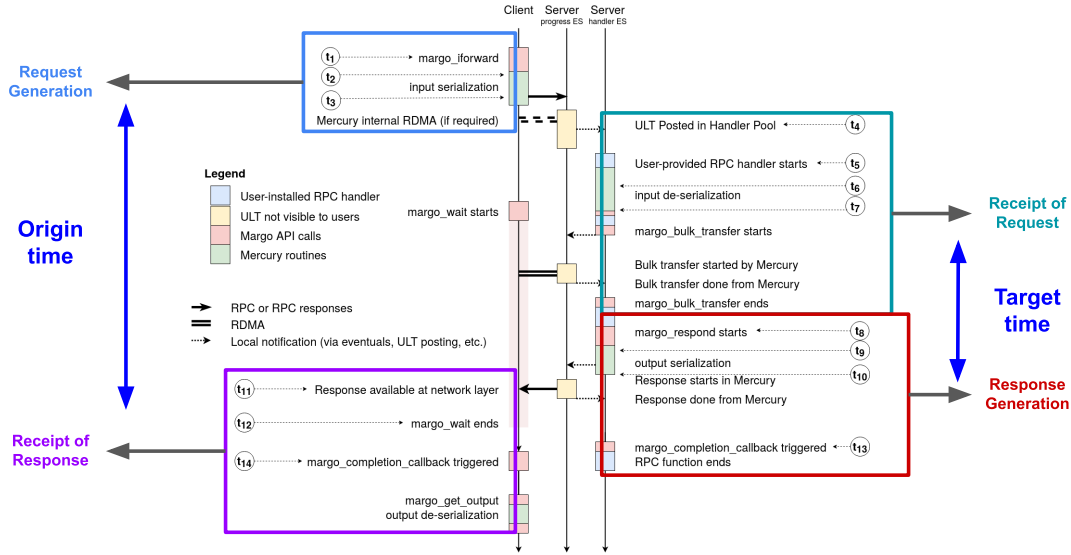 Client
Server
progress ES
Server
handler ES
Request
Generation
t1
margo_iforward
t2
input serialization
t3
Mercury internal RDMA (if required)
ULT Posted in Handler Pool
t4
User-provided RPC handler starts
t5
t6
input de-serialization
t7
margo_bulk_transfer starts
Receipt of
Request
Legend
User-installed RPC handler
ULT not visible to users
Margo API calls
Mercury routines
margo_wait starts
Origin
time
Bulk transfer started by Mercury
Bulk transfer done from Mercury
margo_bulk_transfer ends
Target
time
RPC or RPC responses
RDMA
Local notification (via eventuals, ULT posting, etc.)
margo_respond starts
t8
t9
output serialization
t10
Response starts in Mercury
Response done from Mercury
Response
Generation
t11
Response available at network layer
t12
margo_wait ends
Receipt of
Response
t14
margo_completion_callback triggered
margo_completion_callback triggered
t13
RPC function ends
margo_get_output
output de-serialization